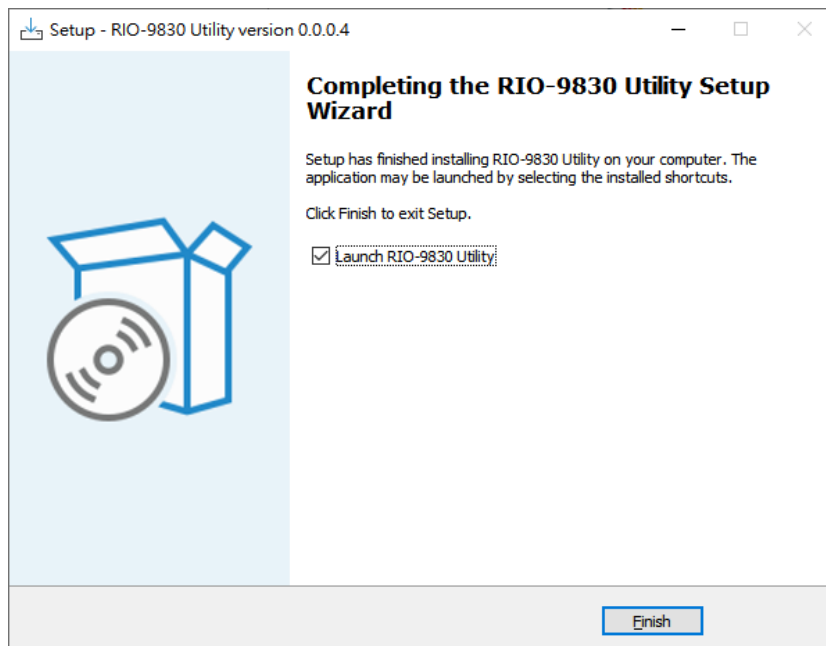 Setup - RIO-9830 Utility version 0.0.0.4
Completing the RIO-9830 Utility Setup
Wizard
Setup has finished installing RIO-9830 Utility on your computer. The
application may be launched by selecting the installed shortcuts.
Click Finish to exit Setup.
Launch RIO-9830 Utility
Finish